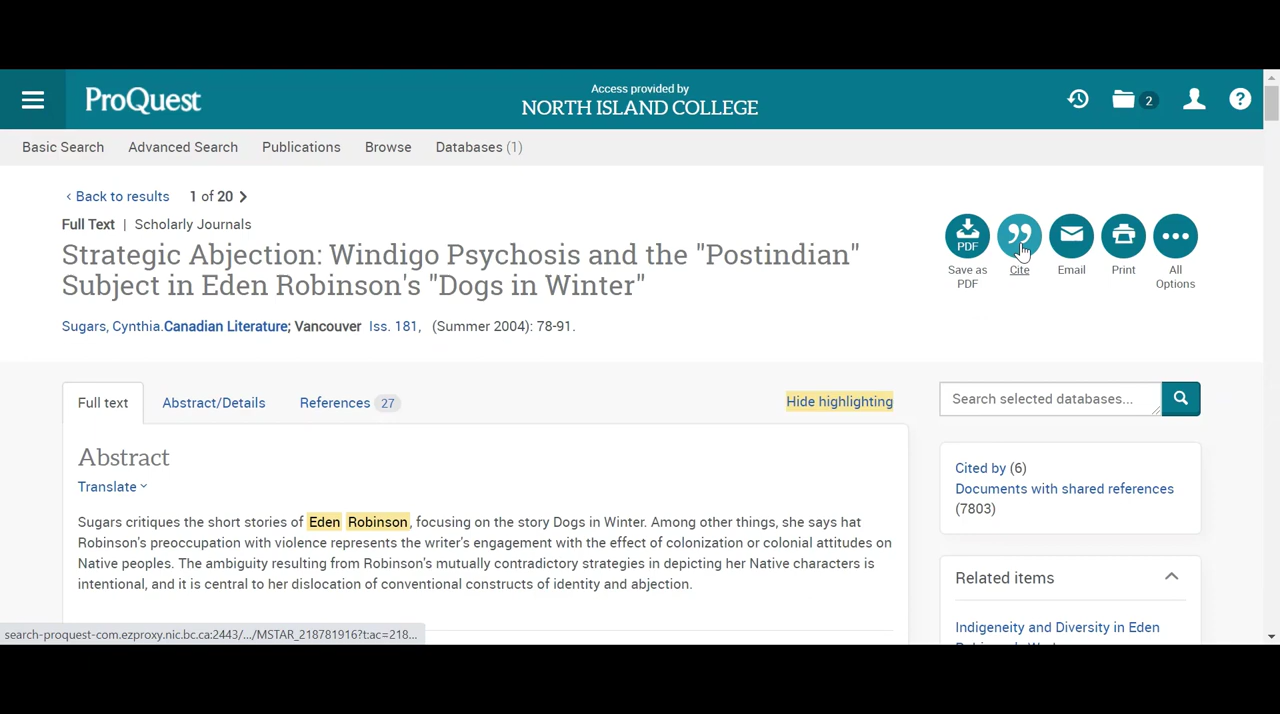 ProQuest
Access provided by
NORTH ISLAND COLLEGE
2
?
Basic Search Advanced Search Publications Browse Databases (1)
‹ Back to results 1 of 20
Full Text | Scholarly Journals
Strategic Abjection: Windigo Psychosis and the "Postindian"
Subject in Eden Robinson's "Dogs in Winter"
Sugars, Cynthia.Canadian Literature; Vancouver Iss. 181, (Summer 2004): 78-91.
PDF
Save as
PDF
Cite
Email
Print
All
Options
Full text Abstract/Details References 27 Hide highlighting
Search selected databases...
Abstract
Translate
Sugars critiques the short stories of Eden Robinson, focusing on the story Dogs in Winter. Among other things, she says hat
Robinson's preoccupation with violence represents the writer's engagement with the effect of colonization or colonial attitudes on
Native peoples. The ambiguity resulting from Robinson's mutually contradictory strategies in depicting her Native characters is
intentional, and it is central to her dislocation of conventional constructs of identity and abjection.
Cited by (6)
Documents with shared references
(7803)
Related items
Indigeneity and Diversity in Eden
search-proquest-com.ezproxy.nic.bc.ca:2443/.../MSTAR_218781916?t:ac=218...